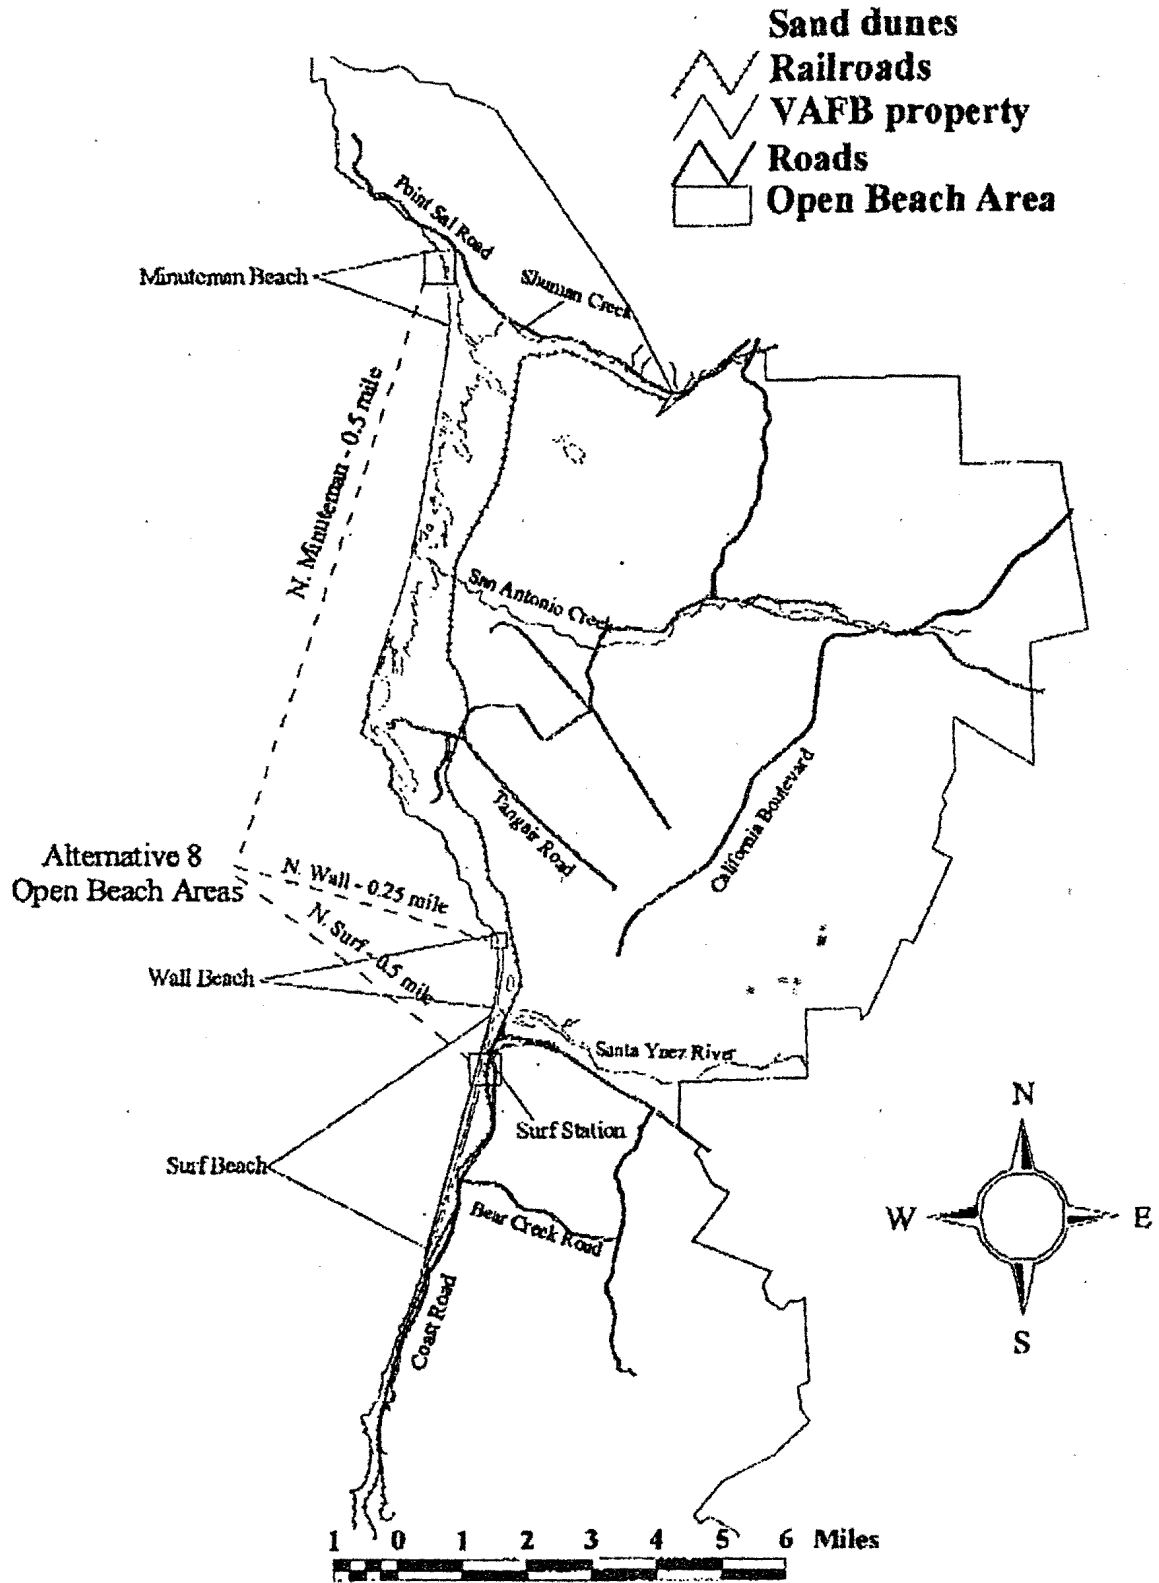 Sand dunes
Railroads
VAFB property
Roads
Open Beach Area
Point Sal Road
Minuteman Beach
Shuman Creek
N. Minuteman - 0.5 mile
San Antonio Creek
Tangair Road
California Boulevard
Alternative 8
Open Beach Areas
N. Wall - 0.25 mile
N. Surf - 0.5 mile
Wall Beach
Santa Ynez River
Surf Station
Surf Beach
Bear Creek Road
Coast Road
N
W
E
S
1 0 1 2 3 4 5 6 Miles